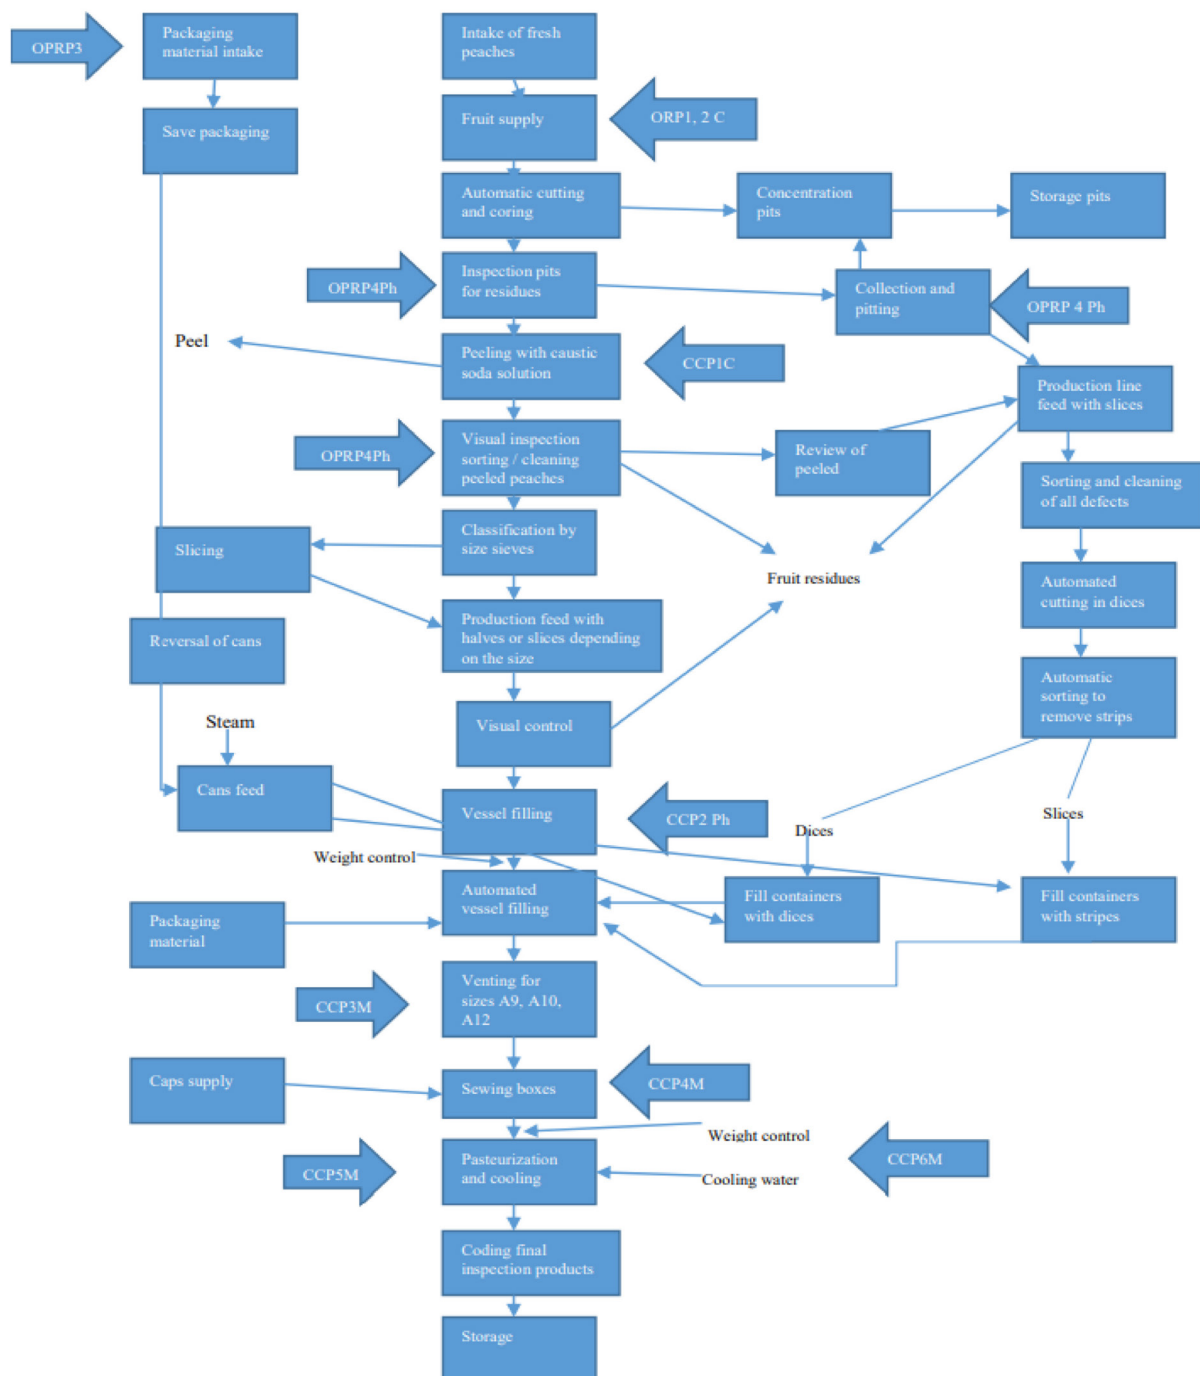 OPRP3
Packaging
material intake
Intake of fresh
peaches
Save packaging
Fruit supply
ORP1, 2 C
Automatic cutting
and coring
Concentration
pits
Storage pits
OPRP4Ph
Inspection pits
for residues
Collection and
pitting
OPRP 4 Ph
Peel
Peeling with caustic
soda solution
CCP1C
Production line
feed with slices
OPRP4Ph
Visual inspection
sorting / cleaning
peeled peaches
Review of
peeled
Sorting and cleaning
of all defects
Slicing
Classification by
size sieves
Fruit residues
Automated
cutting in dices
Reversal of cans
Production feed with
halves or slices depending
on the size
Automatic
sorting to
remove strips
Steam
Visual control
Cans feed
Vessel filling
CCP2 Ph
Dices
Slices
Weight control
Automated
vessel filling
Fill containers
with dices
Fill containers
with stripes
Packaging
material
CCP3M
Venting for
sizes A9, A10,
A12
Caps supply
Sewing boxes
CCP4M
Weight control
CCP5M
Pasteurization
and cooling
Cooling water
CCP6M
Coding final
inspection products
Storage